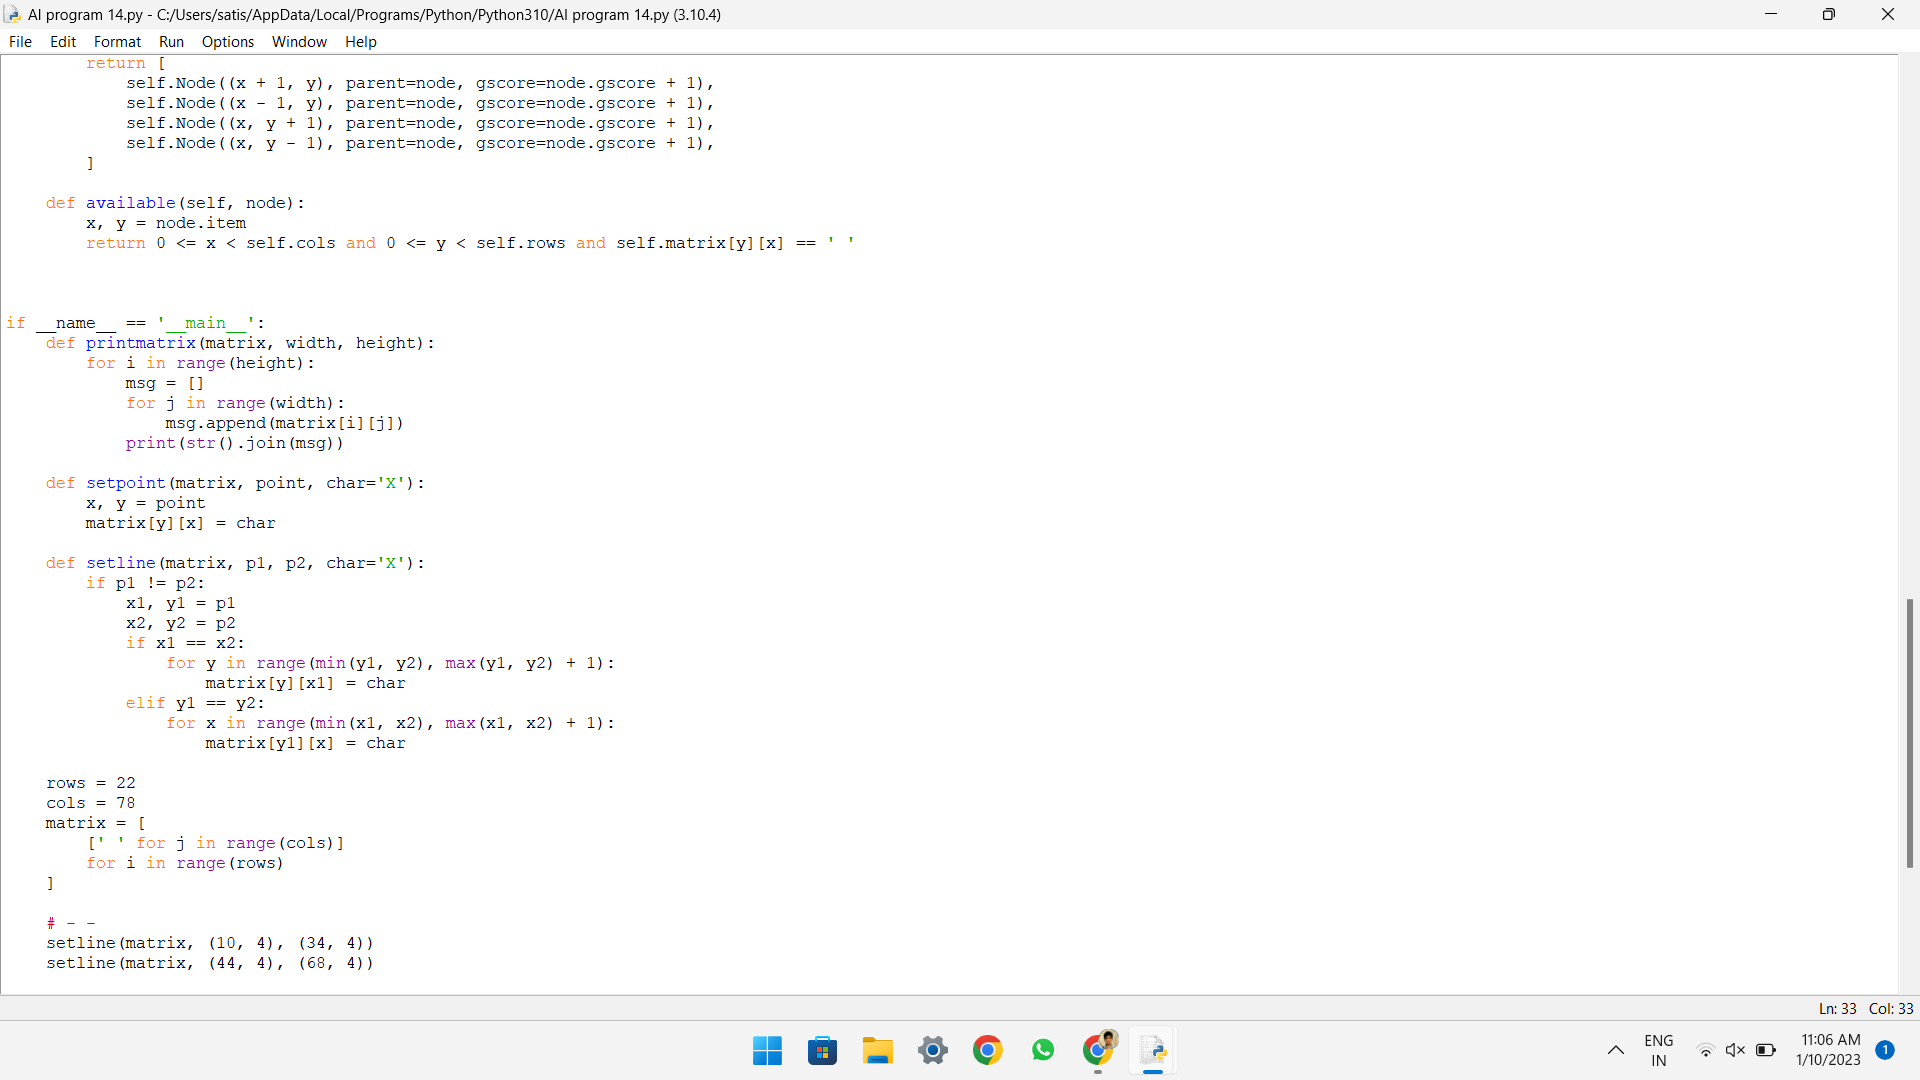 AI program 14.py - C:/Users/satis/AppData/Local/Programs/Python/Python310/AI program 14.py (3.10.4)
File Edit Format Run Options Window Help
        return [
            self.Node((x + 1, y), parent=node, gscore=node.gscore + 1),
            self.Node((x - 1, y), parent=node, gscore=node.gscore + 1),
            self.Node((x, y + 1), parent=node, gscore=node.gscore + 1),
            self.Node((x, y - 1), parent=node, gscore=node.gscore + 1),
        ]
    def available(self, node):
        x, y = node.item
        return 0 <= x < self.cols and 0 <= y < self.rows and self.matrix[y][x] == ' '
if __name__ == '__main__':
    def printmatrix(matrix, width, height):
        for i in range(height):
            msg = []
            for j in range(width):
                msg.append(matrix[i][j])
            print(str().join(msg))
    def setpoint(matrix, point, char='X'):
        x, y = point
        matrix[y][x] = char
    def setline(matrix, p1, p2, char='X'):
        if p1 != p2:
            x1, y1 = p1
            x2, y2 = p2
            if x1 == x2:
                for y in range(min(y1, y2), max(y1, y2) + 1):
                    matrix[y][x1] = char
            elif y1 == y2:
                for x in range(min(x1, x2), max(x1, x2) + 1):
                    matrix[y1][x] = char
    rows = 22
    cols = 78
    matrix = [
        [' ' for j in range(cols)]
        for i in range(rows)
    ]
    # - -
    setline(matrix, (10, 4), (34, 4))
    setline(matrix, (44, 4), (68, 4))
Ln: 33 Col: 33
ENG
IN
11:06 AM
1/10/2023
1